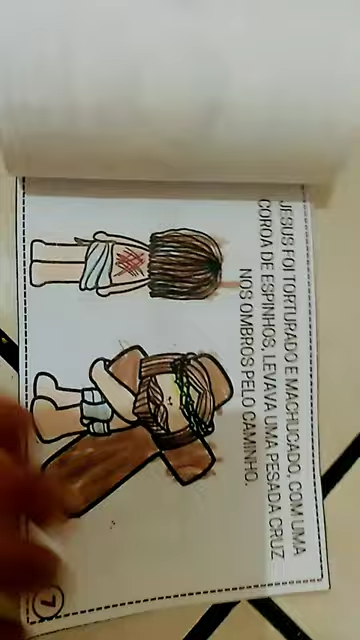 JESUS FOI TORTURADO E MACHUCADO, COM UMA
COROA DE ESPINHOS, LEVAVA UMA PESADA CRUZ
NOS OMBROS PELO CAMINHO.
7